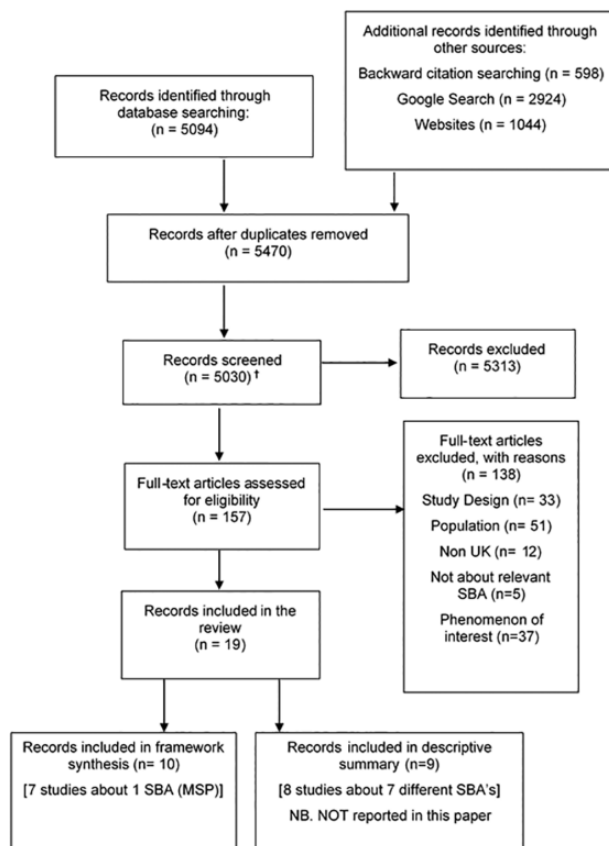 Records identified through
database searching:
(n = 5094)
Additional records identified through
other sources:
Backward citation searching (n = 598)
Google Search (n = 2924)
Websites (n = 1044)
Records after duplicates removed
(n = 5470)
Records screened
(n = 5030) †
Records excluded
(n = 5313)
Full-text articles assessed
for eligibility
(n = 157)
Full-text articles
excluded, with reasons
(n = 138)
Study Design (n= 33)
Population (n= 51)
Non UK (n= 12)
Not about relevant
SBA (n=5)
Phenomenon of
interest (n=37)
Records included in the
review
(n = 19)
Records included in framework
synthesis (n= 10)
[7 studies about 1 SBA (MSP)]
Records included in descriptive
summary (n=9)
[8 studies about 7 different SBA's]
NB. NOT reported in this paper